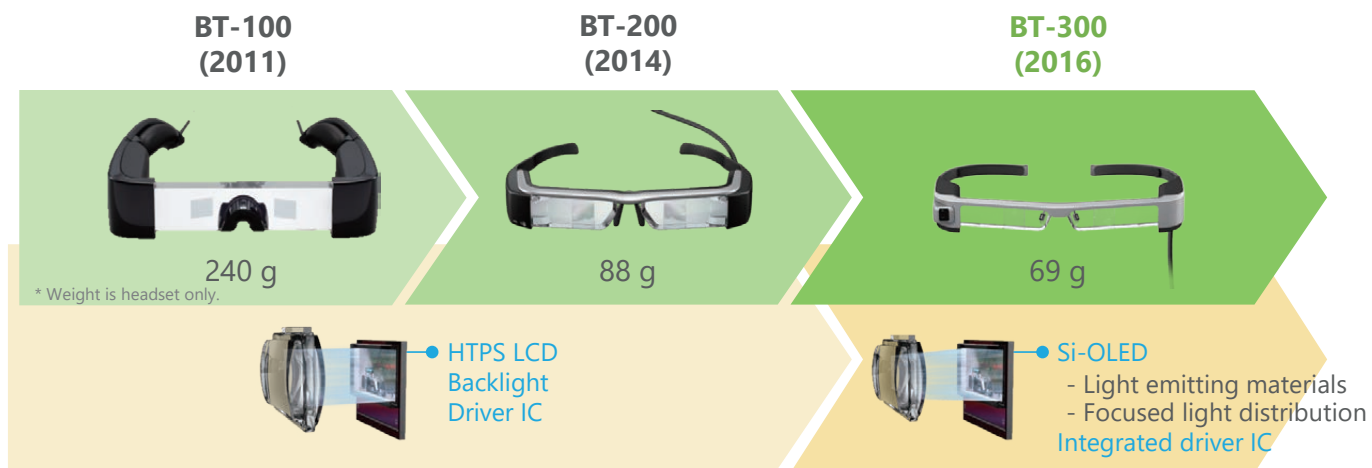 BT-100
(2011)
BT-200
(2014)
BT-300
(2016)
240 g
* Weight is headset only.
88 g
69 g
HTPS LCD
Backlight
Driver IC
Si-OLED
- Light emitting materials
- Focused light distribution
Integrated driver IC